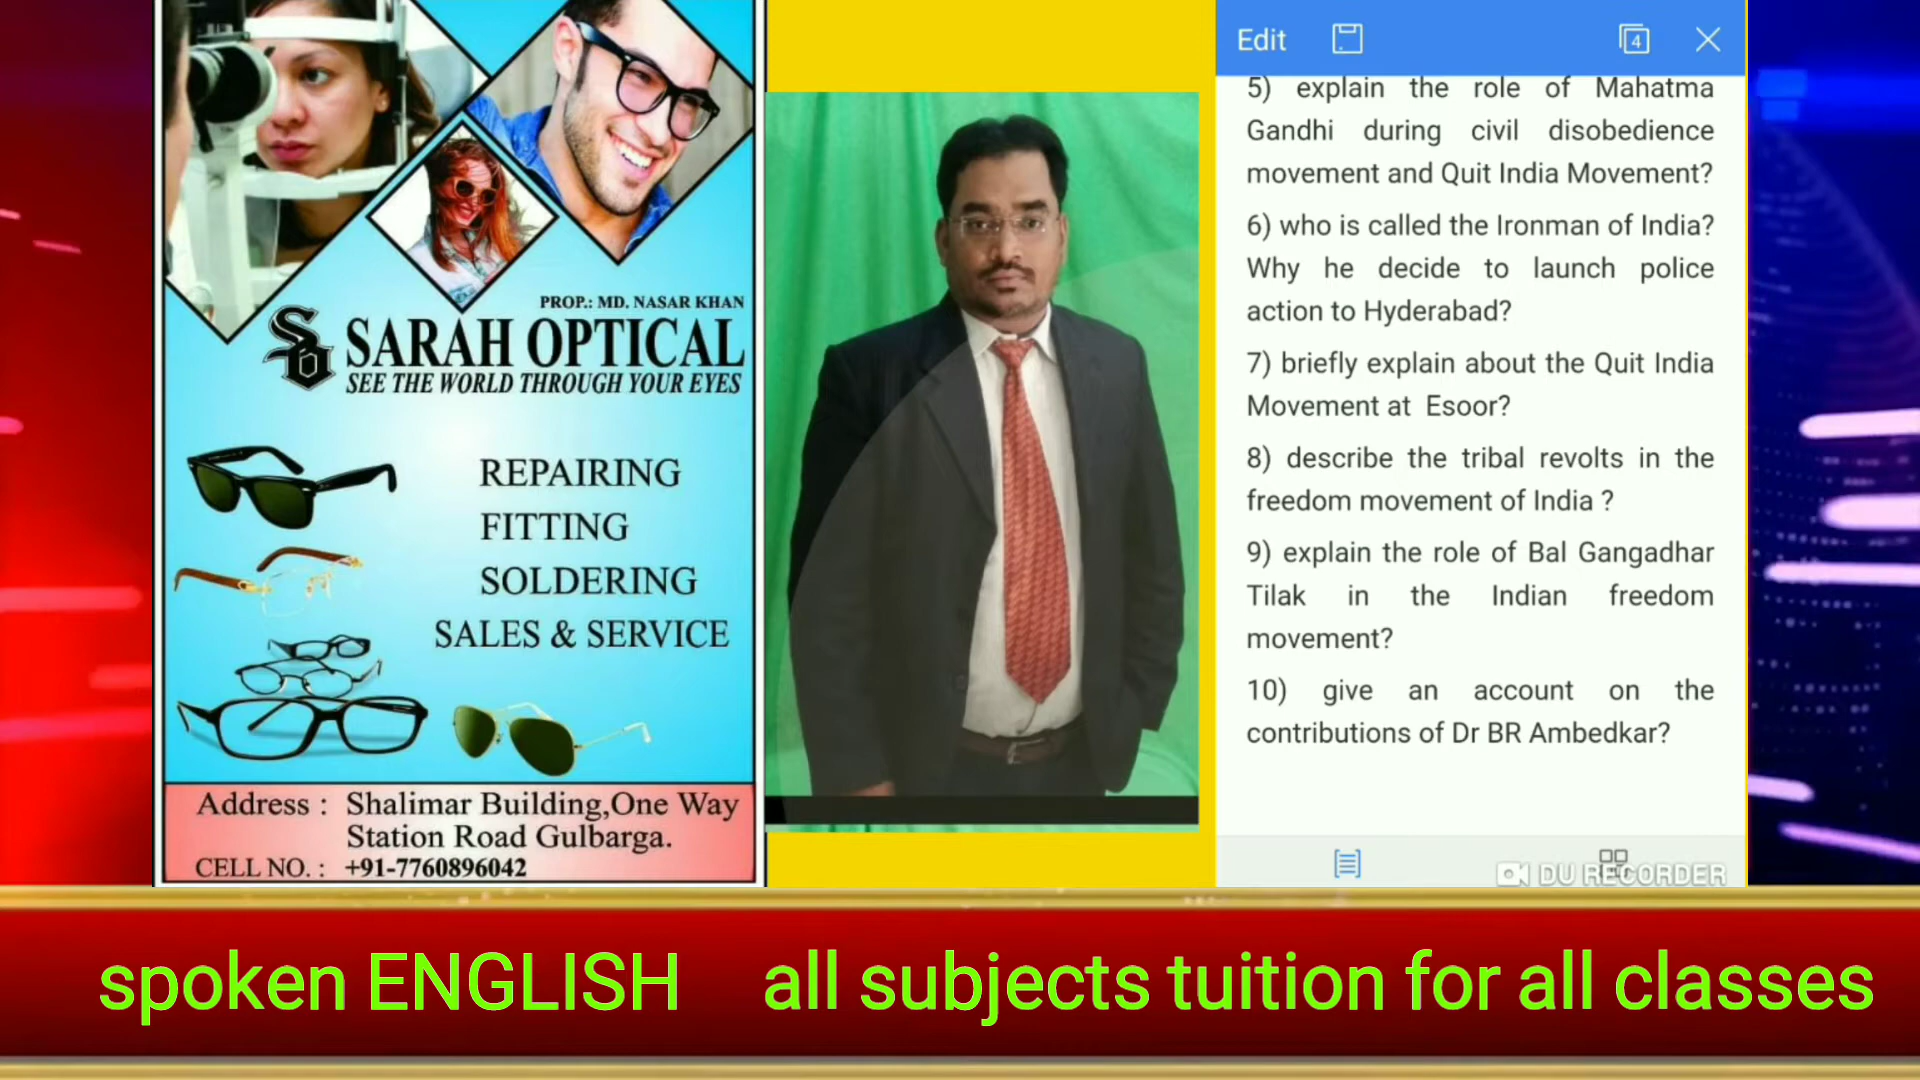 PROP.: MD. NASAR KHAN
SO SARAH OPTICAL
SEE THE WORLD THROUGH YOUR EYES
REPAIRING
FITTING
SOLDERING
SALES & SERVICE
Address : Shalimar Building,One Way
Station Road Gulbarga.
CELL NO. : +91-7760896042
Edit 4
5) explain the role of Mahatma
Gandhi during civil disobedience
movement and Quit India Movement?
6) who is called the Ironman of India?
Why he decide to launch police
action to Hyderabad?
7) briefly explain about the Quit India
Movement at Esoor?
8) describe the tribal revolts in the
freedom movement of India ?
9) explain the role of Bal Gangadhar
Tilak in the Indian freedom
movement?
10) give an account on the
contributions of Dr BR Ambedkar?
DU RECORDER
spoken ENGLISH all subjects tuition for all classes